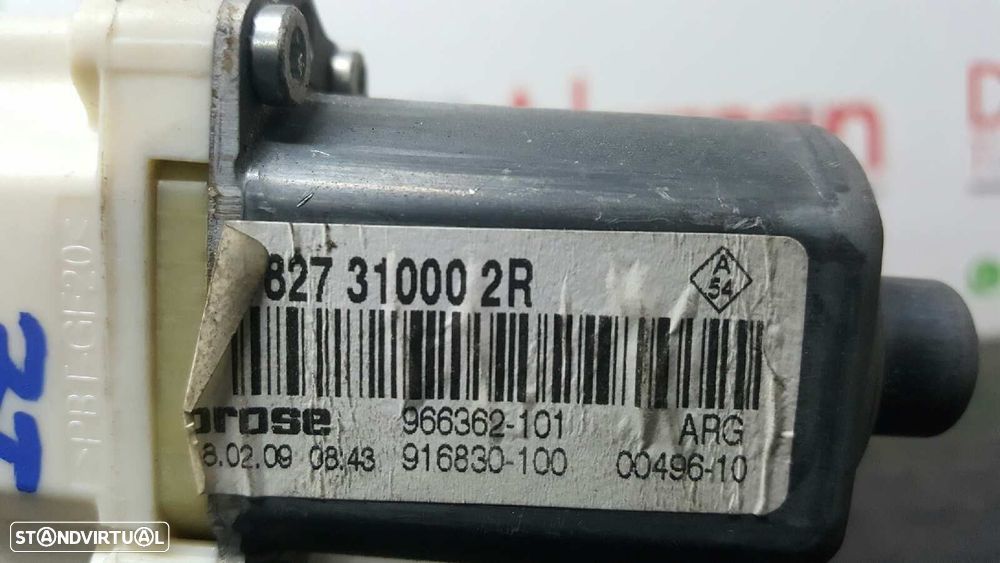 827 31000 2R
A
54
brose
966362-101
ARG
8.02.09 08:43
916830-100
00496-10
>PBT-GF20<
STANDVIRTUAL